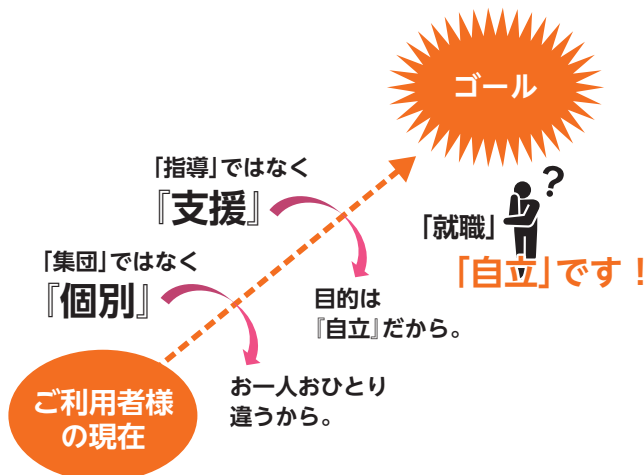 ゴール
「指導」ではなく
『支援』
?
「就職」
「自立」です！
「集団」ではなく
『個別』
目的は
『自立』だから。
お一人おひとり
違うから。
ご利用者様
の現在